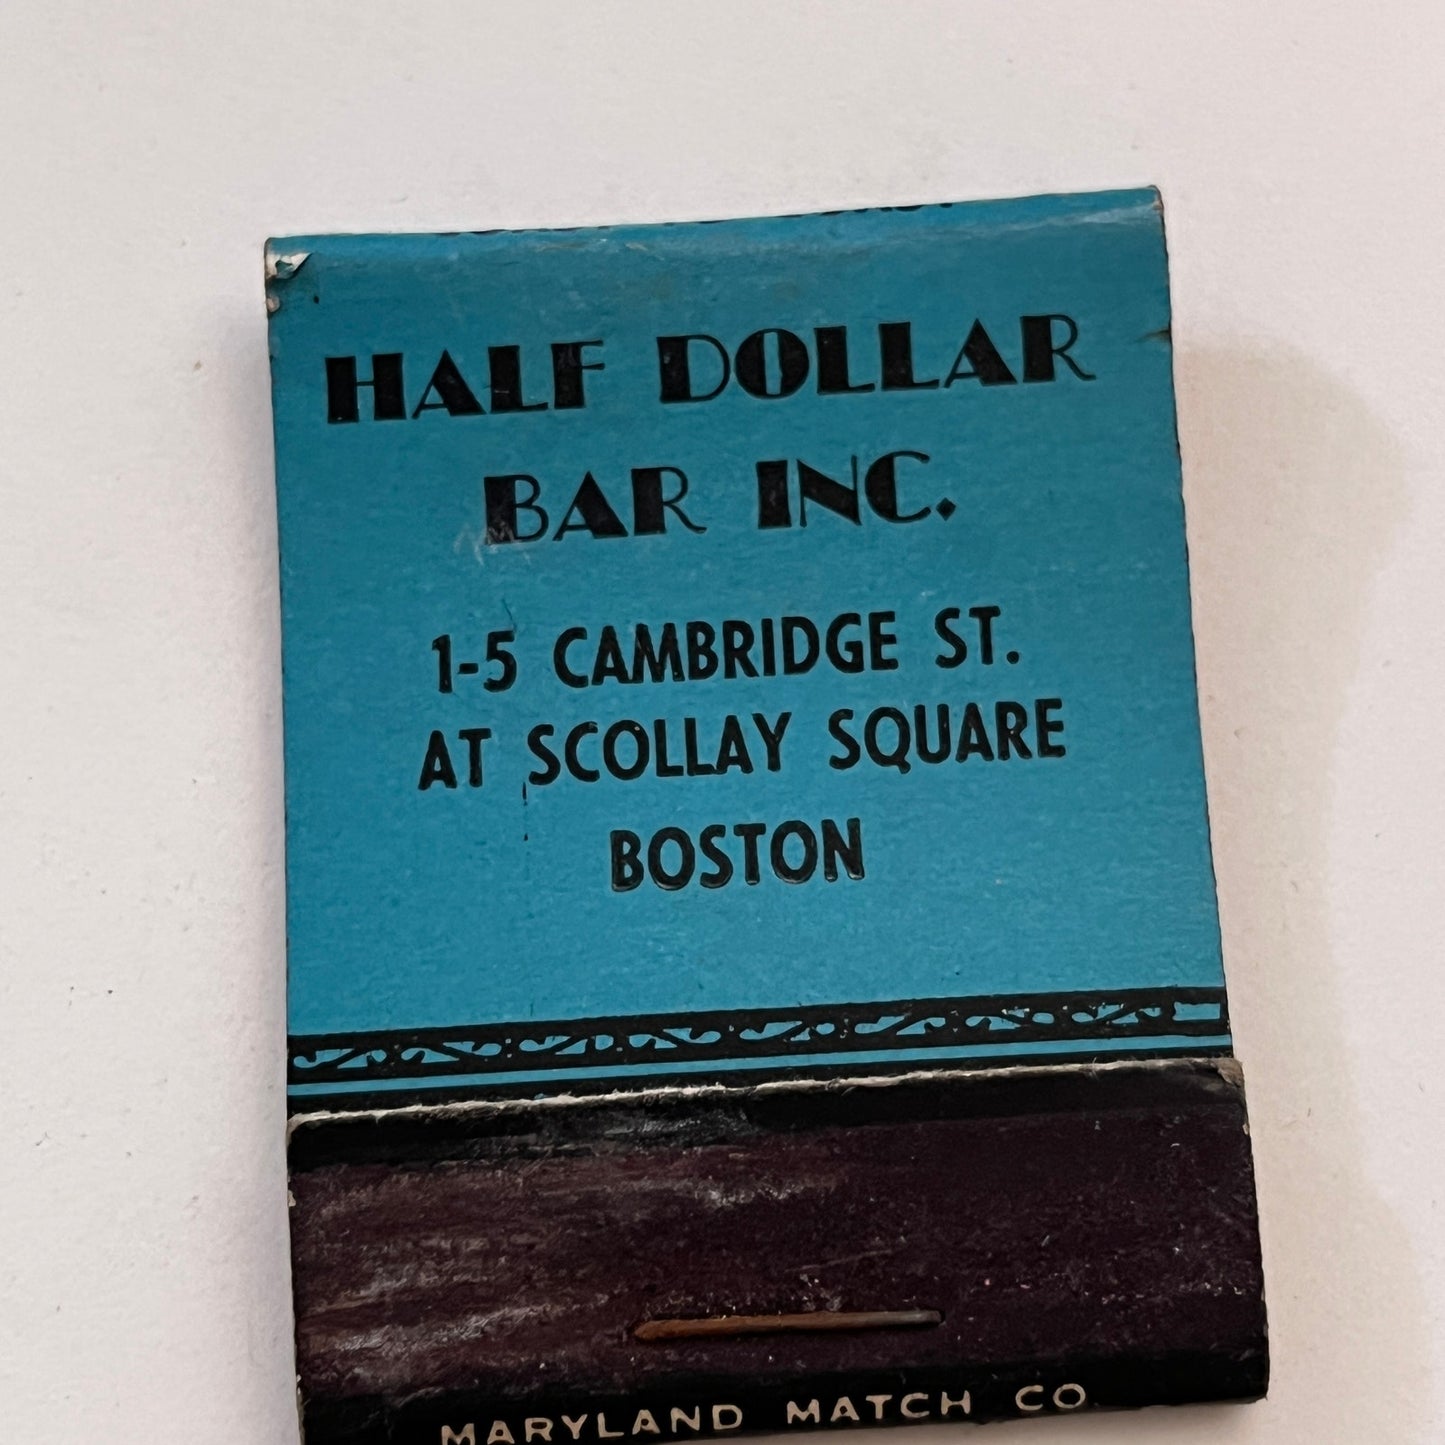 HALF DOLLAR
BAR INC.
1-5 CAMBRIDGE ST.
AT SCOLLAY SQUARE
BOSTON
MARYLAND MATCH CO